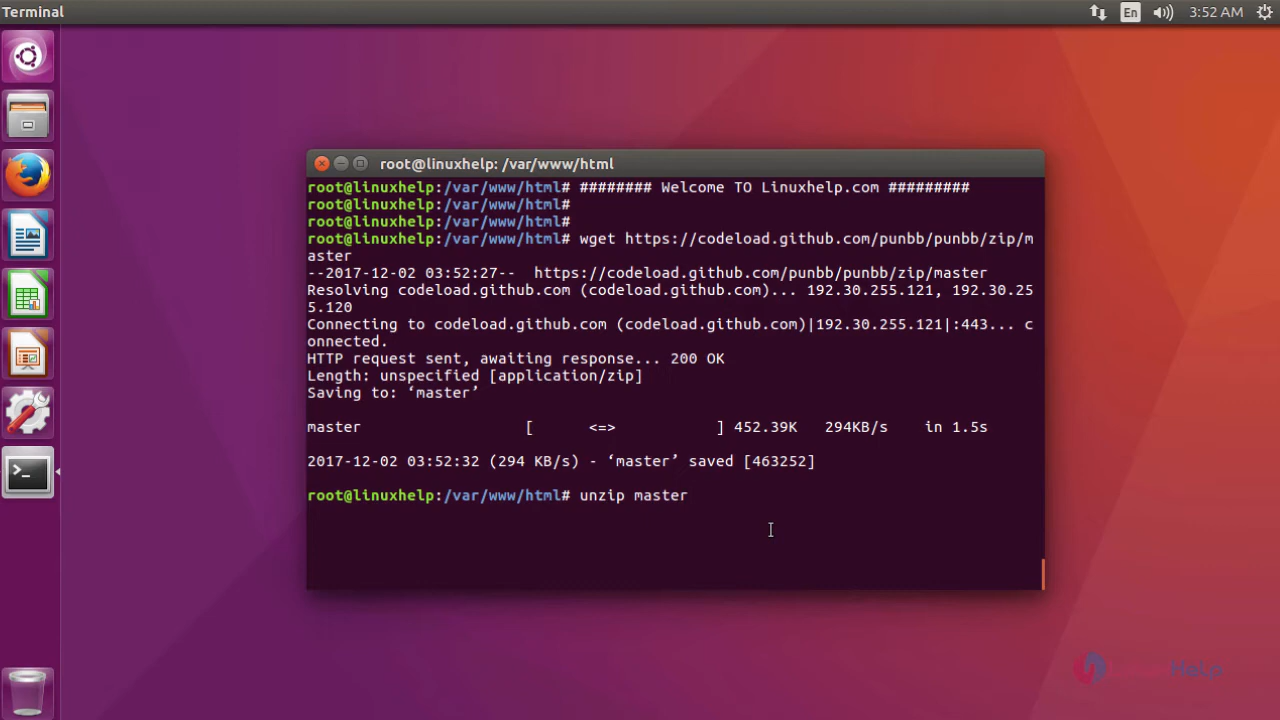 Terminal
En
3:52 AM
root@linuxhelp: /var/www/html
root@linuxhelp:/var/www/html# ######## Welcome TO Linuxhelp.com #########
root@linuxhelp:/var/www/html#
root@linuxhelp:/var/www/html#
root@linuxhelp:/var/www/html# wget https://codeload.github.com/punbb/punbb/zip/m
aster
--2017-12-02 03:52:27--  https://codeload.github.com/punbb/punbb/zip/master
Resolving codeload.github.com (codeload.github.com)... 192.30.255.121, 192.30.25
5.120
Connecting to codeload.github.com (codeload.github.com)|192.30.255.121|:443... c
onnected.
HTTP request sent, awaiting response... 200 OK
Length: unspecified [application/zip]
Saving to: ‘master’
master                  [      <=>           ] 452.39K   294KB/s    in 1.5s
2017-12-02 03:52:32 (294 KB/s) - ‘master’ saved [463252]
root@linuxhelp:/var/www/html# unzip master